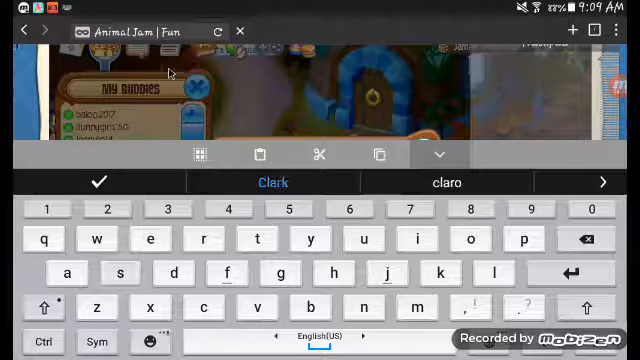 88% 9:09 AM
Animal Jam | Fun
My Buddies
baloo2017
Clark claro
1 2 3 4 5 6 7 8 9 0
q w e r t y u i o p
a s d f g h j k l
z x c v b n m , ! . ?
Ctrl Sym English(US)
Recorded by Mobizen